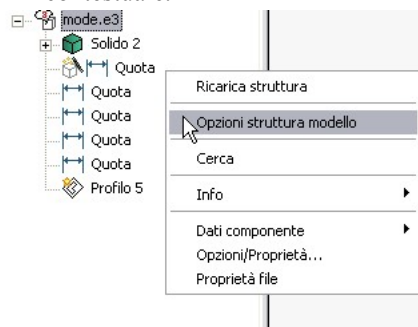 mode.e3
Solido 2
Quota
Quota
Quota
Quota
Quota
Profilo 5
Ricarica struttura
Opzioni struttura modello
Cerca
Info
Dati componente
Opzioni/Proprietà...
Proprietà file